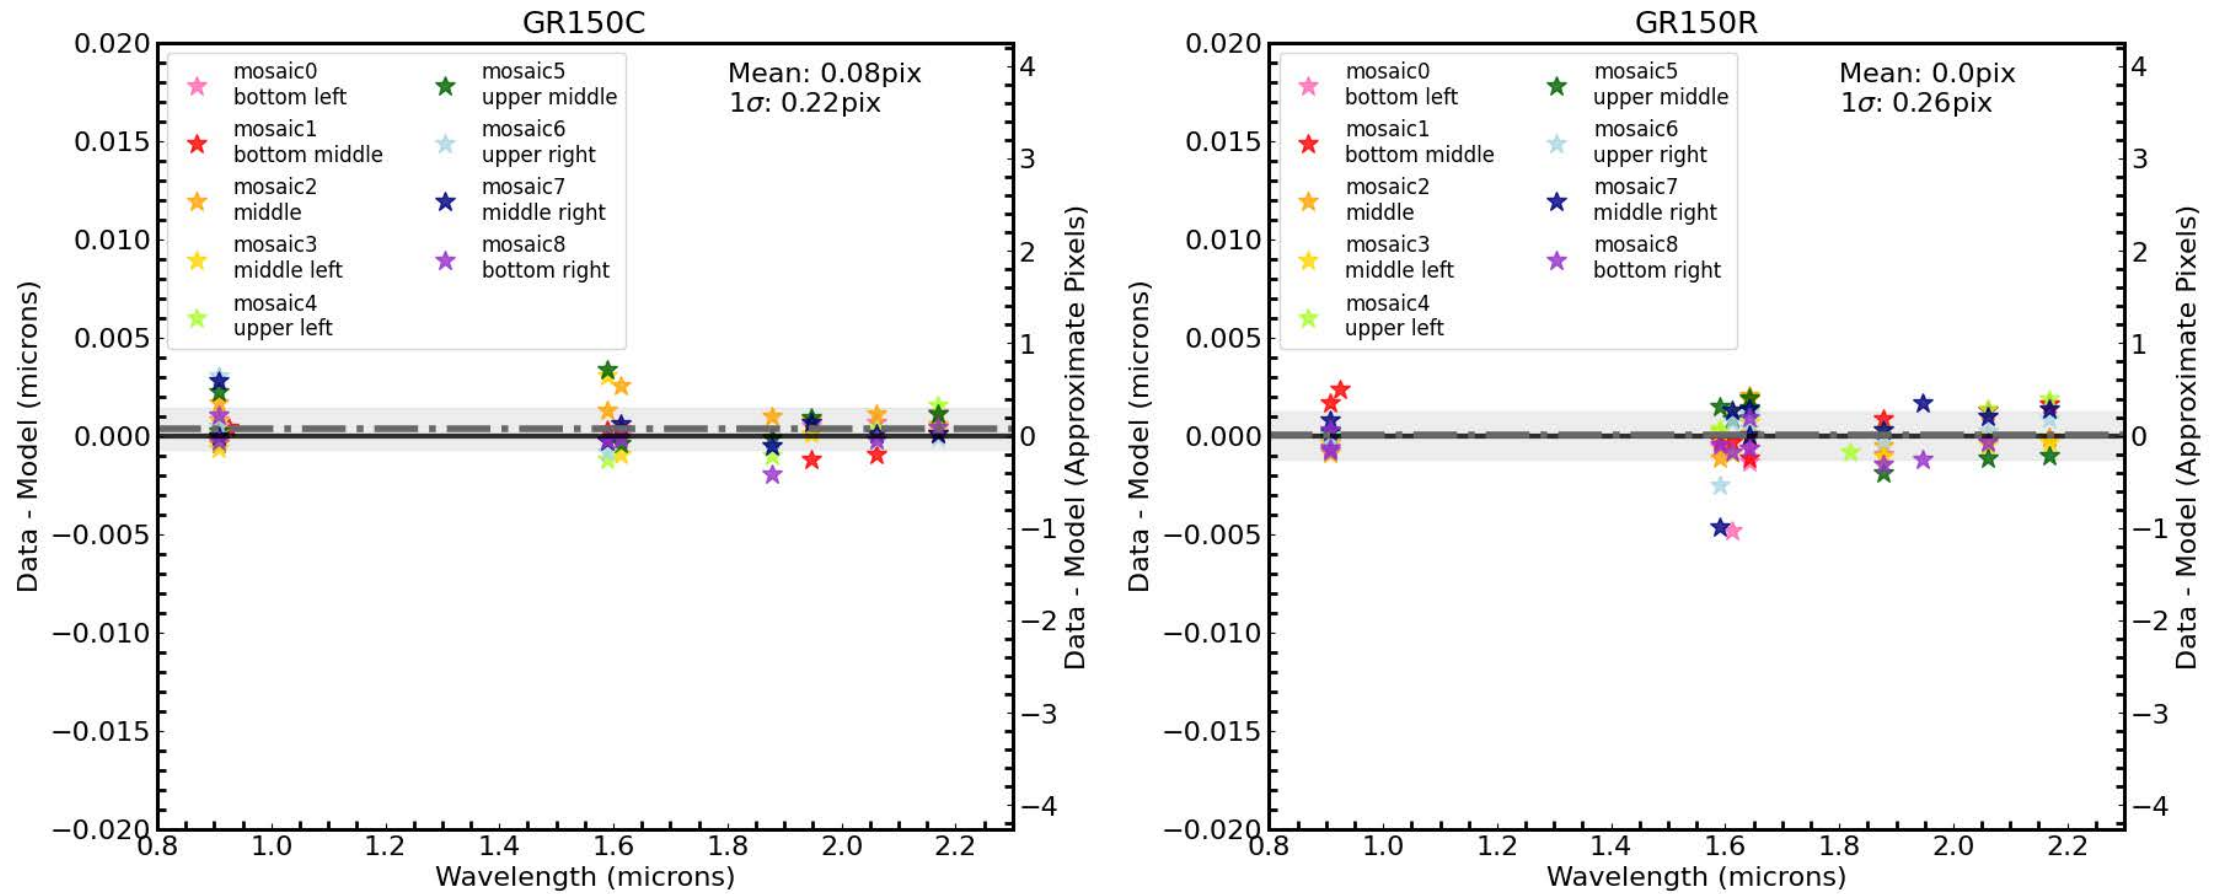 GR150C
0.020
0.015
0.010
0.005
0.000
−0.005
−0.010
−0.015
−0.020
Data - Model (microns)
mosaic0
bottom left
mosaic1
bottom middle
mosaic2
middle
mosaic3
middle left
mosaic4
upper left
mosaic5
upper middle
mosaic6
upper right
mosaic7
middle right
mosaic8
bottom right
Mean: 0.08pix
1σ: 0.22pix
4
3
2
1
0
−1
−2
−3
−4
Data - Model (Approximate Pixels)
0.8 1.0 1.2 1.4 1.6 1.8 2.0 2.2
Wavelength (microns)
GR150R
0.020
0.015
0.010
0.005
0.000
−0.005
−0.010
−0.015
−0.020
Data - Model (microns)
mosaic0
bottom left
mosaic1
bottom middle
mosaic2
middle
mosaic3
middle left
mosaic4
upper left
mosaic5
upper middle
mosaic6
upper right
mosaic7
middle right
mosaic8
bottom right
Mean: 0.0pix
1σ: 0.26pix
4
3
2
1
0
−1
−2
−3
−4
Data - Model (Approximate Pixels)
0.8 1.0 1.2 1.4 1.6 1.8 2.0 2.2
Wavelength (microns)